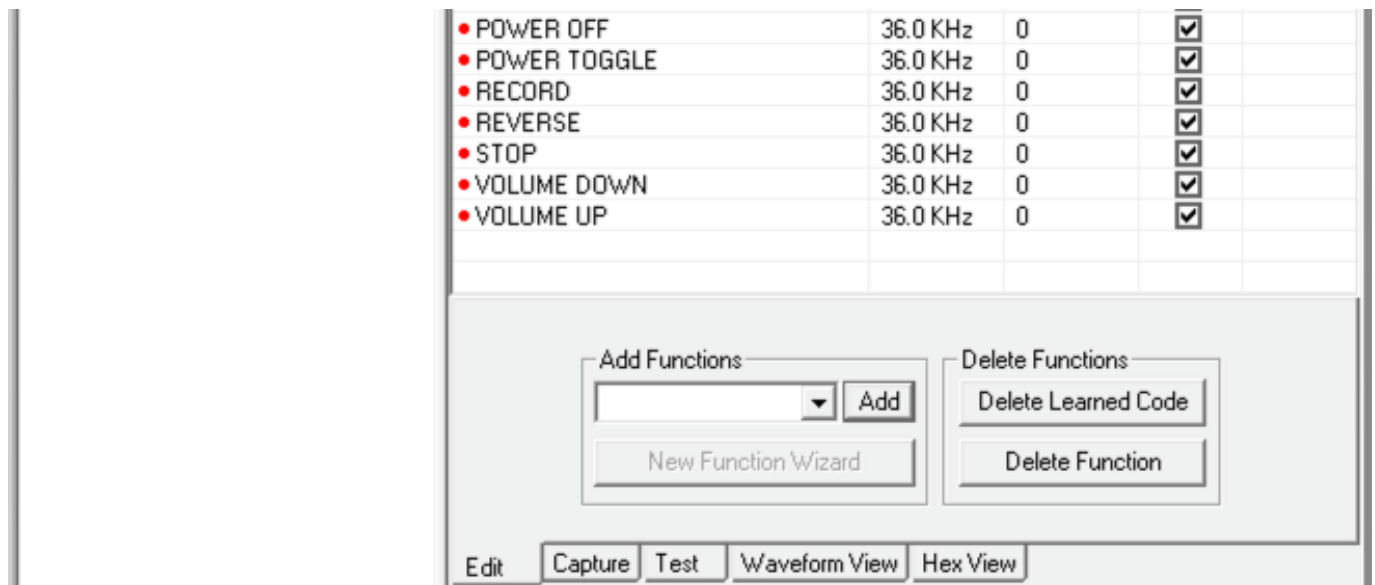 POWER OFF 36.0 KHz 0
POWER TOGGLE 36.0 KHz 0
RECORD 36.0 KHz 0
REVERSE 36.0 KHz 0
STOP 36.0 KHz 0
VOLUME DOWN 36.0 KHz 0
VOLUME UP 36.0 KHz 0
Add Functions Delete Functions
Add Delete Learned Code
New Function Wizard Delete Function
Edit Capture Test Waveform View Hex View